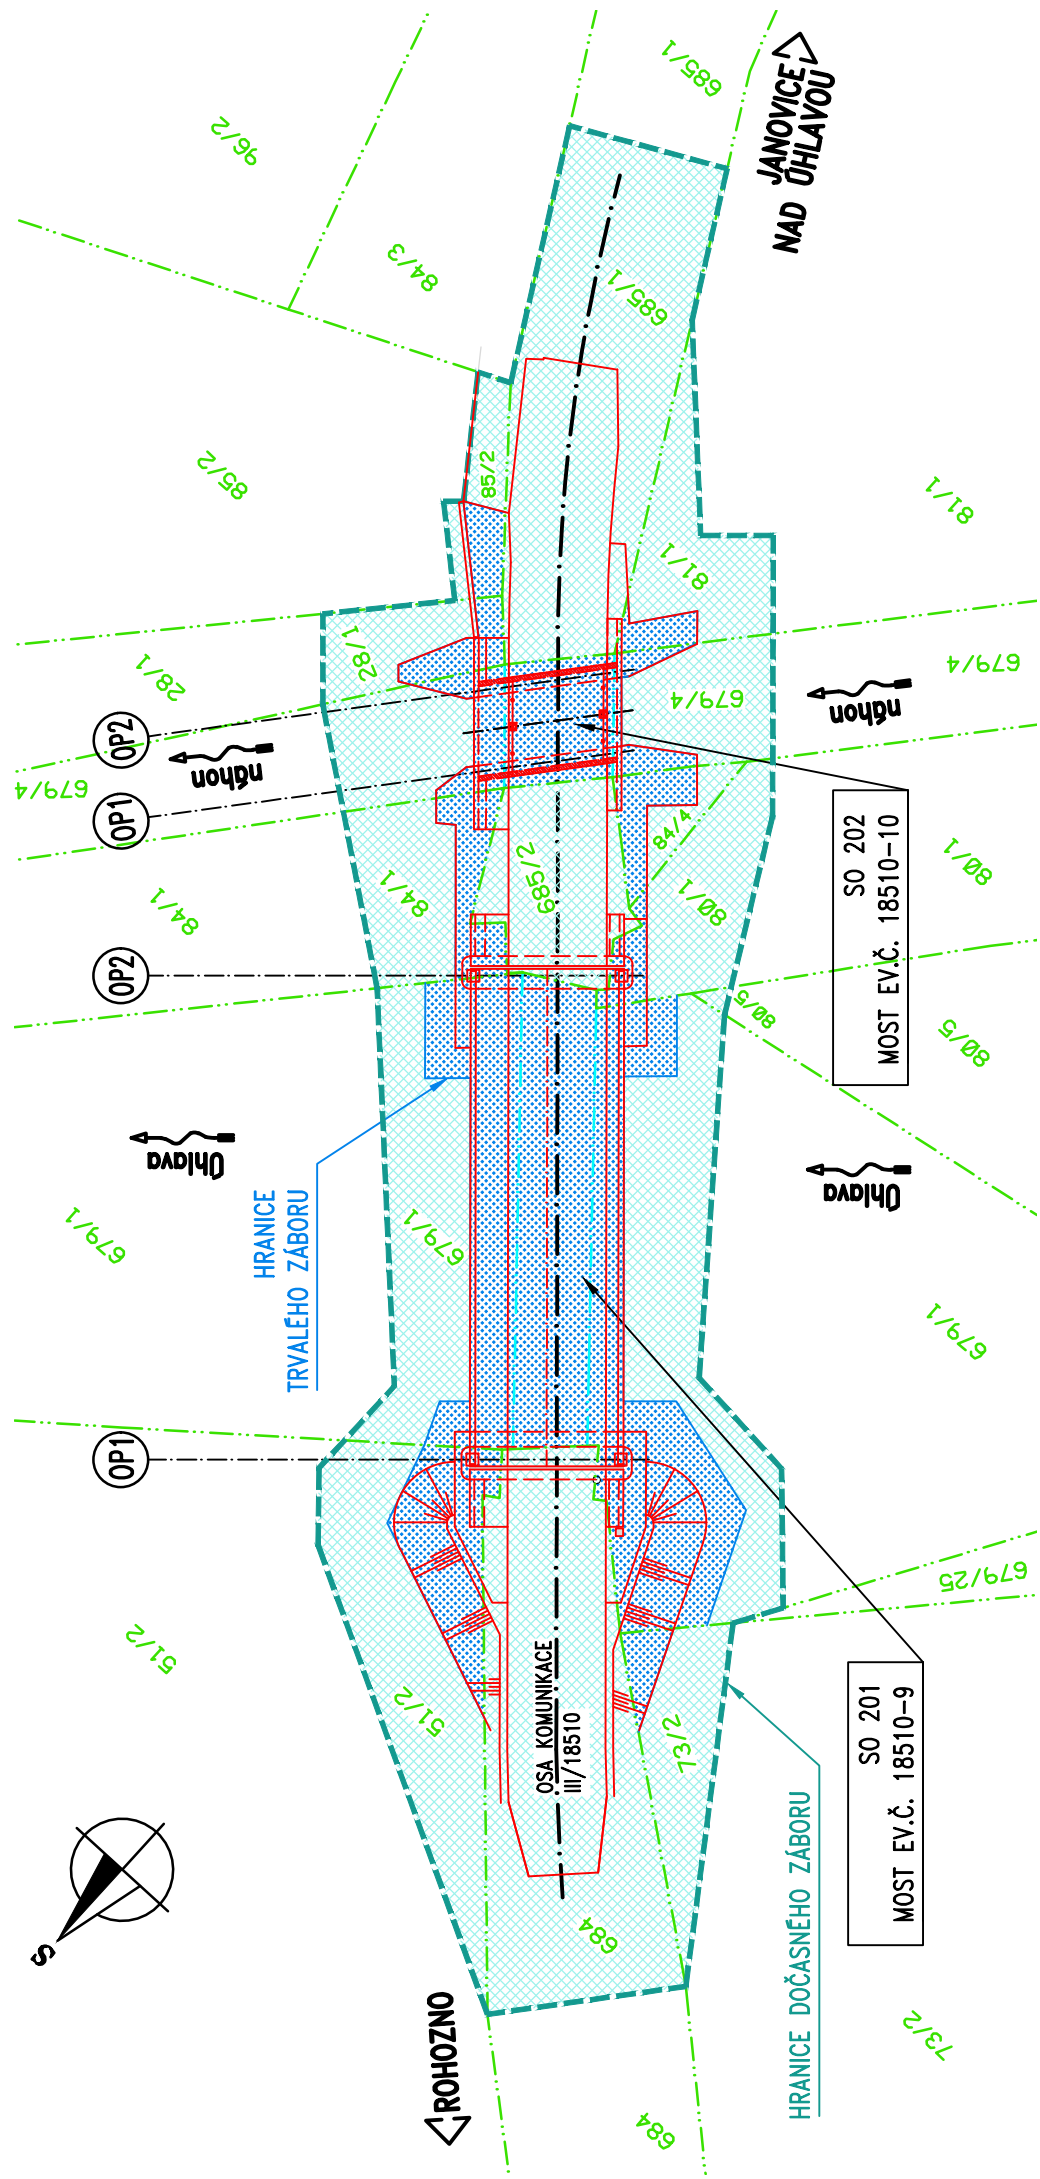 685/1
JANOVICE
NAD ÚHLAVOU
96/2
84/3
685/1
85/2
85/2
81/1
81/1
28/1
28/1
679/4
679/4
679/4
náhon
náhon
OP2
OP1
84/4
84/1
84/1
685/2
80/1
80/1
SO 202
MOST EV.Č. 18510-10
OP2
80/5
80/5
Úhlava
Úhlava
HRANICE
TRVALÉHO ZÁBORU
679/1
679/1
679/1
OP1
679/25
51/2
51/2
OSA KOMUNIKACE
III/18510
73/2
SO 201
MOST EV.Č. 18510-9
HRANICE DOČASNÉHO ZÁBORU
S
684
ROHOZNO
73/2
684